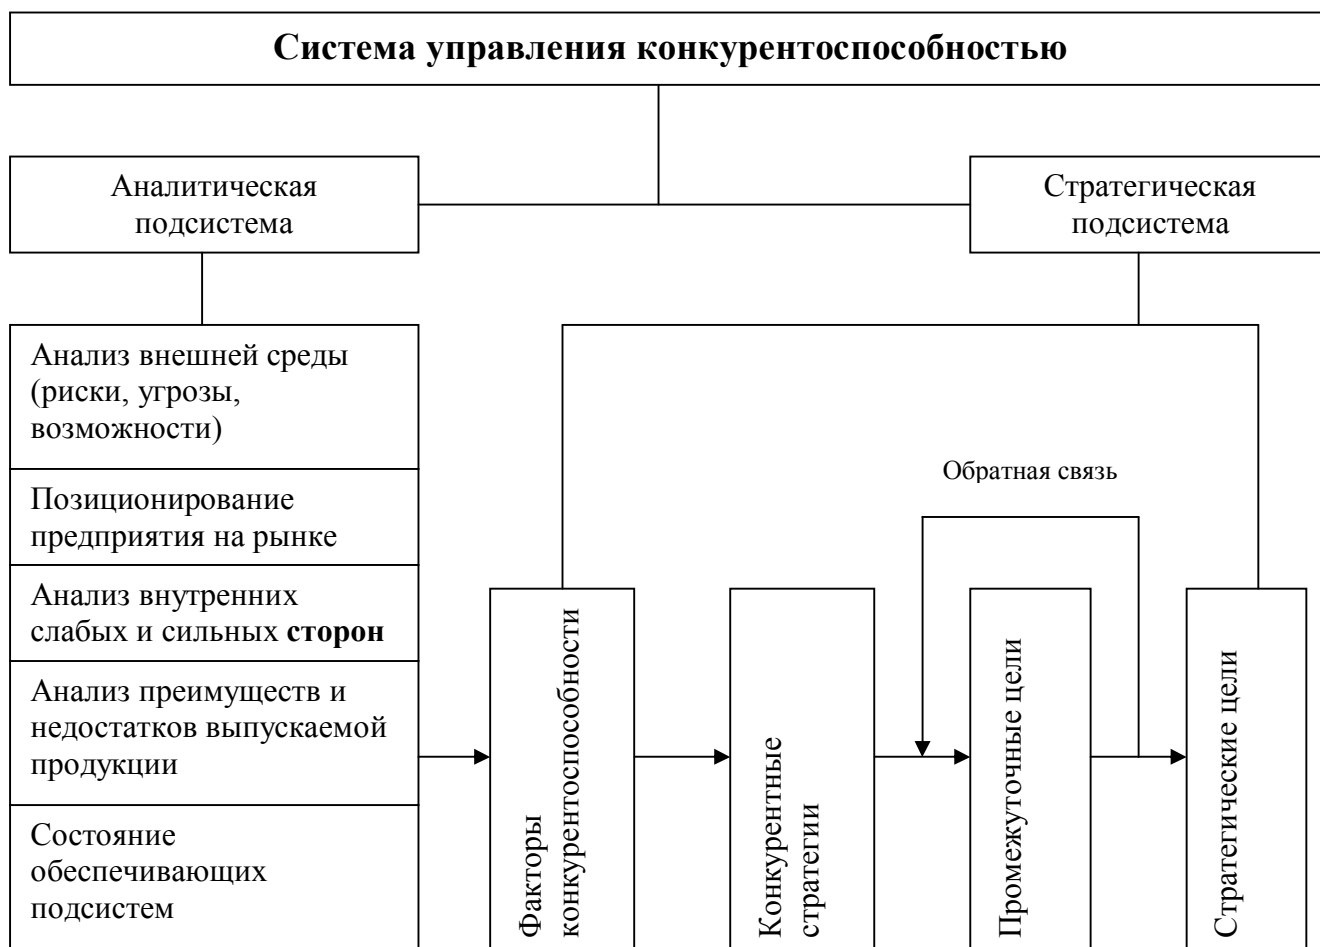 Система управления конкурентоспособностью
Аналитическая
подсистема
Стратегическая
подсистема
Анализ внешней среды
(риски, угрозы,
возможности)
Позиционирование
предприятия на рынке
Анализ внутренних
слабых и сильных сторон
Анализ преимуществ и
недостатков выпускаемой
продукции
Состояние
обеспечивающих
подсистем
Обратная связь
Факторы
конкурентоспособности
Конкурентные
стратегии
Промежуточные цели
Стратегические цели